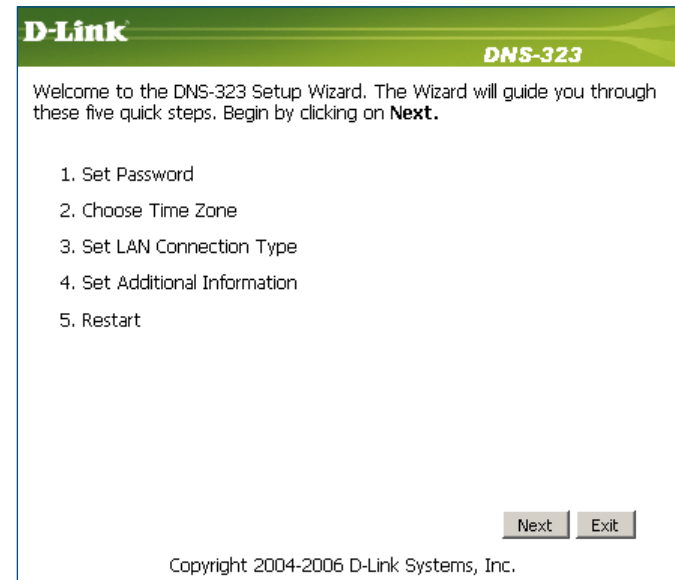 D-Link
DNS-323
Welcome to the DNS-323 Setup Wizard. The Wizard will guide you through
these five quick steps. Begin by clicking on Next.
1. Set Password
2. Choose Time Zone
3. Set LAN Connection Type
4. Set Additional Information
5. Restart
Next Exit
Copyright 2004-2006 D-Link Systems, Inc.